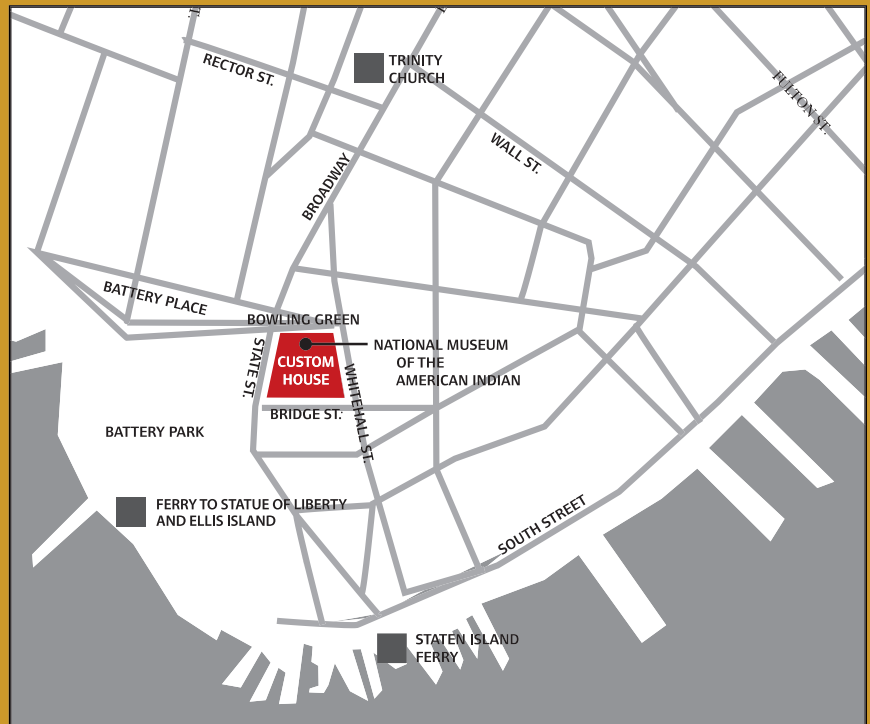 ST.
TRINITY
CHURCH
RECTOR ST.
FULTON ST.
WALL ST.
BROADWAY
BATTERY PLACE
BOWLING GREEN
NATIONAL MUSEUM
OF THE
AMERICAN INDIAN
STATE ST.
CUSTOM
HOUSE
WHITEHALL ST.
BRIDGE ST.
BATTERY PARK
FERRY TO STATUE OF LIBERTY
AND ELLIS ISLAND
SOUTH STREET
STATEN ISLAND
FERRY